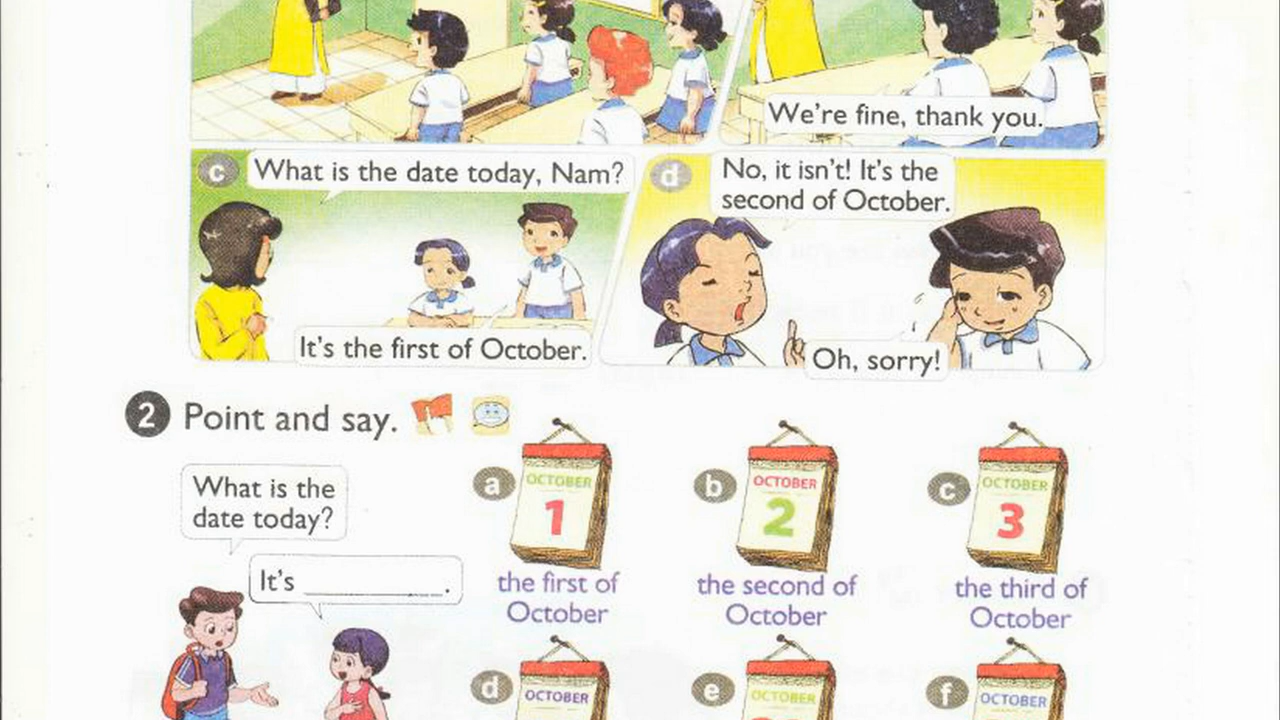 We're fine, thank you.
c
What is the date today, Nam?
It's the first of October.
d
No, it isn't! It's the
second of October.
Oh, sorry!
2 Point and say.
What is the
date today?
It's ________.
a
OCTOBER
1
the first of
October
b
OCTOBER
2
the second of
October
c
OCTOBER
3
the third of
October
d
OCTOBER
e
OCTOBER
f
OCTOBER